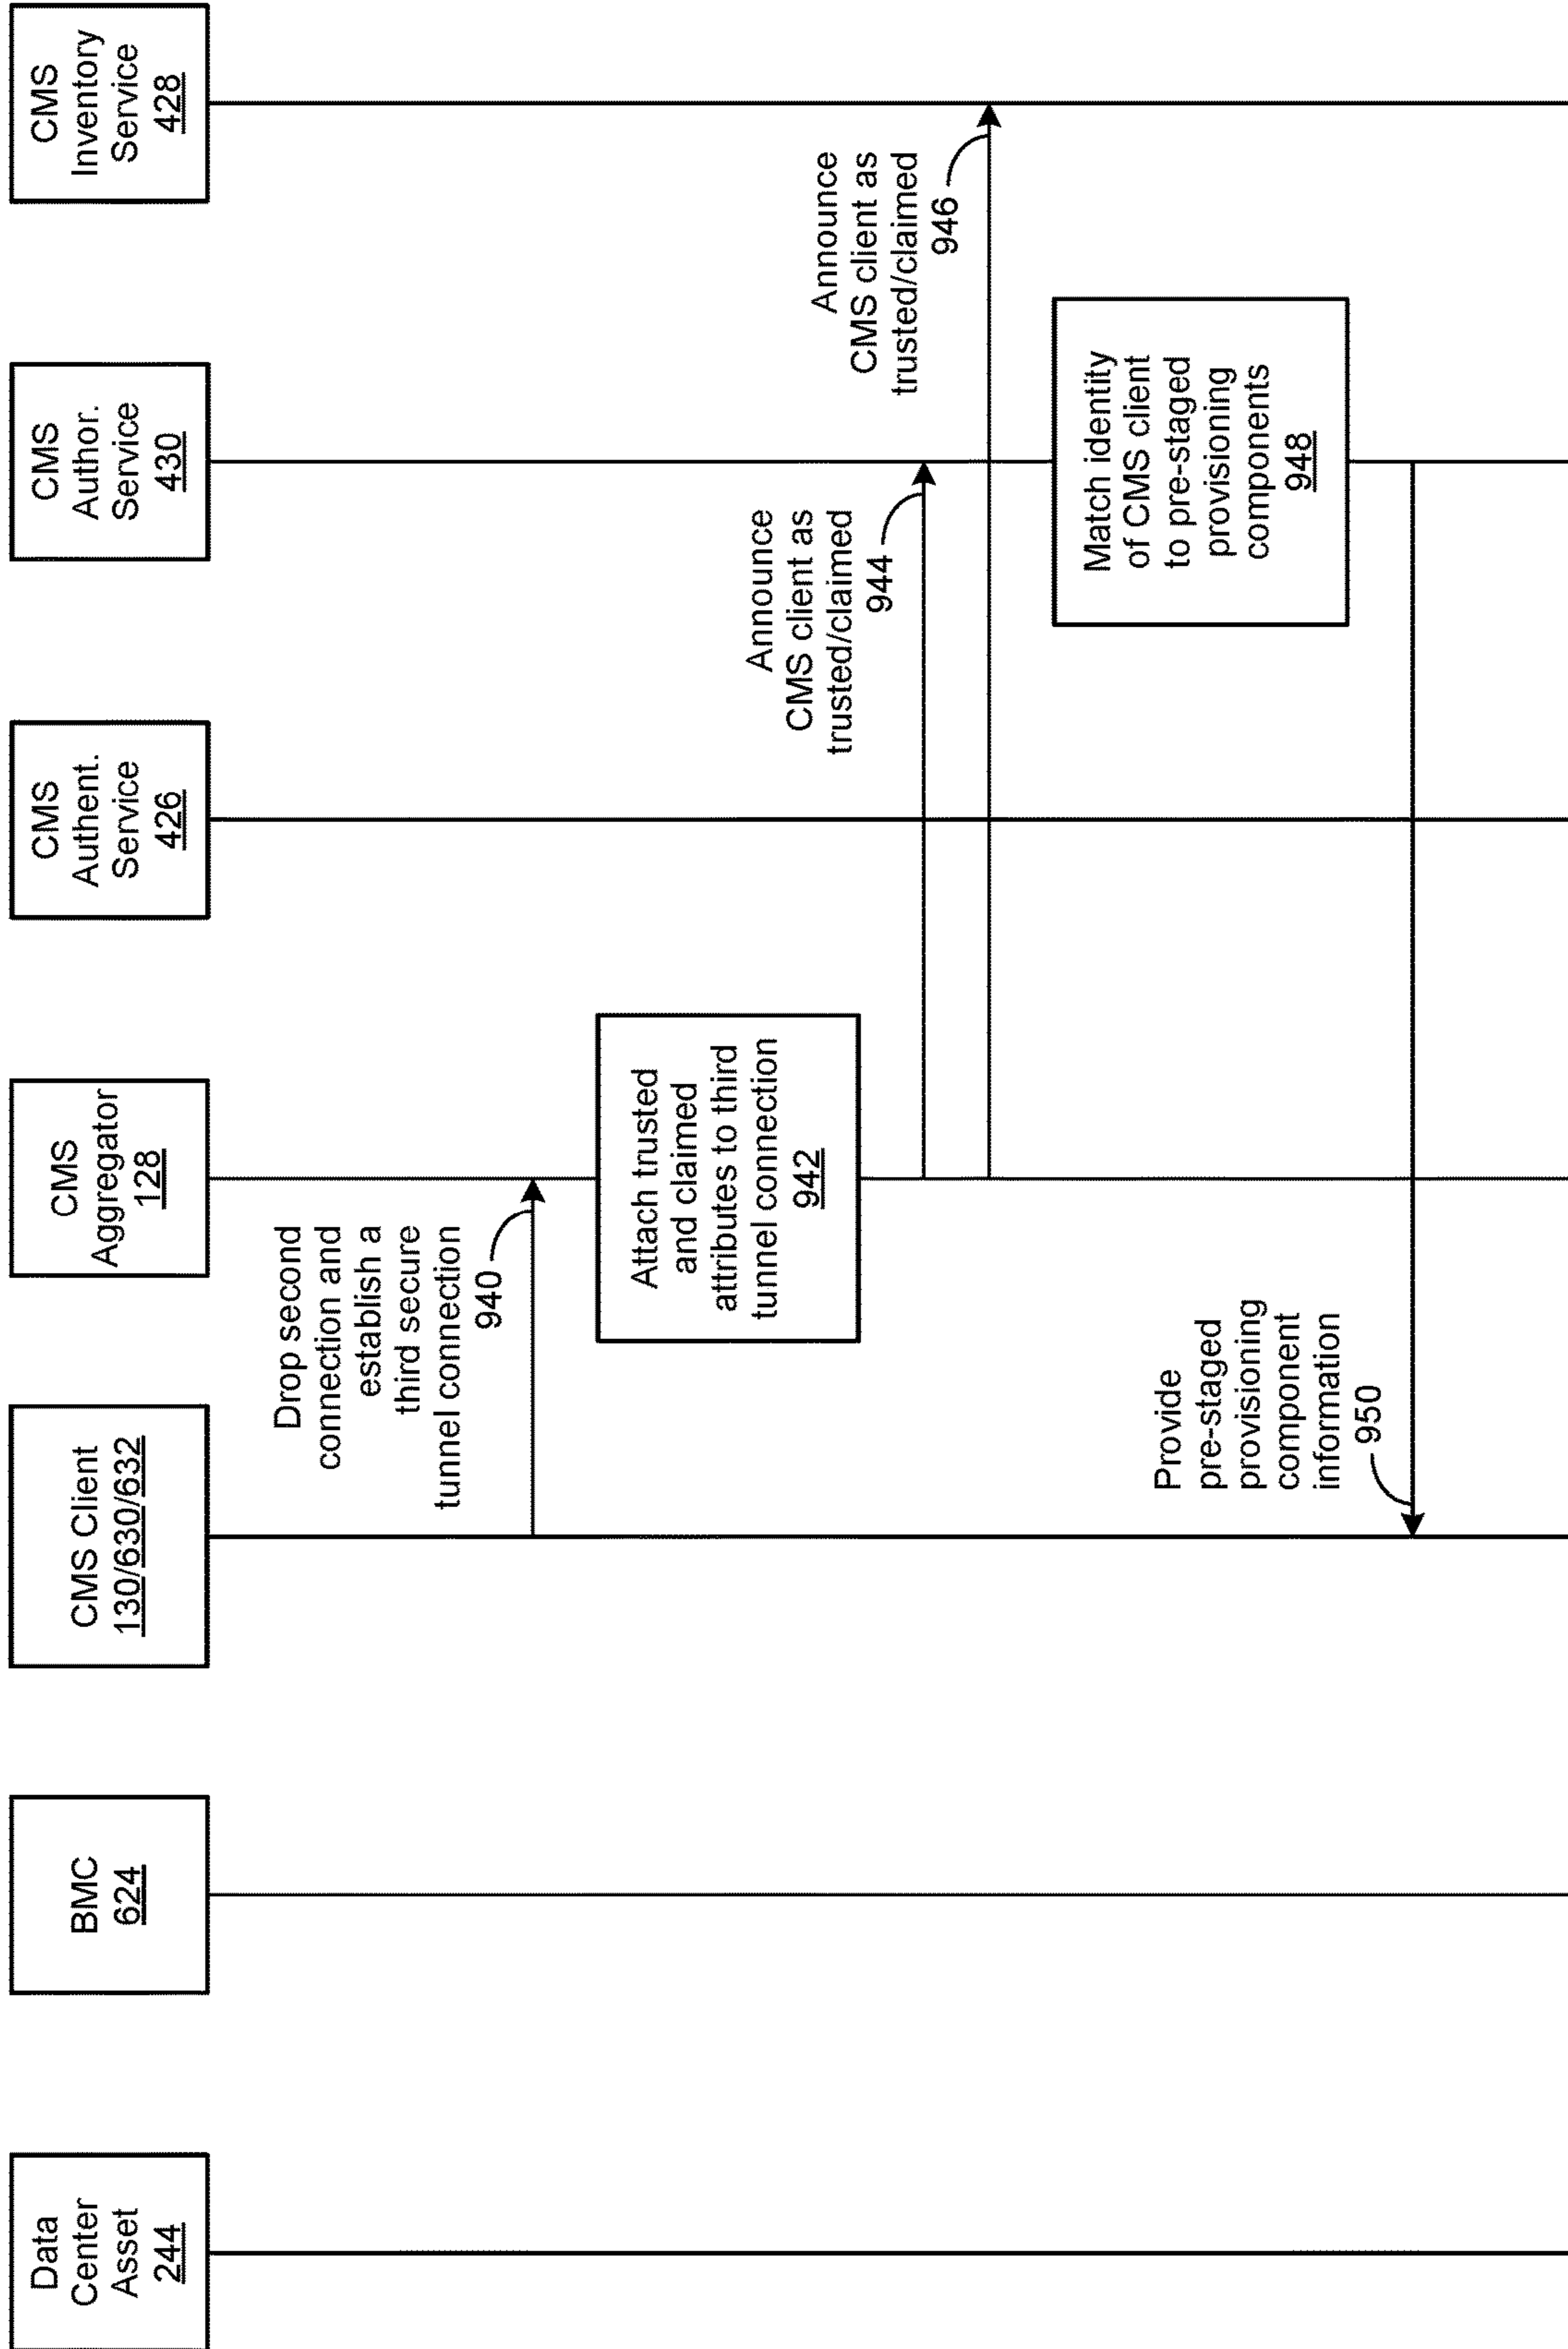 Data
Center
Asset
244
BMC
624
CMS Client
130/630/632
CMS
Aggregator
128
CMS
Authent.
Service
426
CMS
Author.
Service
430
CMS
Inventory
Service
428
Drop second
connection and
establish a
third secure
tunnel connection
940
Attach trusted
and claimed
attributes to third
tunnel connection
942
Announce
CMS client as
trusted/claimed
944
Announce
CMS client as
trusted/claimed
946
Match identity
of CMS client
to pre-staged
provisioning
components
948
Provide
pre-staged
provisioning
component
information
950